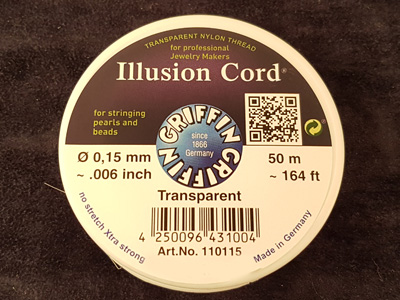 TRANSPARENT NYLON THREAD
for professional
Jewelry Makers
Illusion Cord®
for stringing
pearls and
beads
GRIFFIN GRIFFIN
since
1866
Germany
Ø 0,15 mm
~ .006 inch
50 m
~ 164 ft
Transparent
no stretch Xtra strong
Made in Germany
4 250096 431004
Art.No. 110115